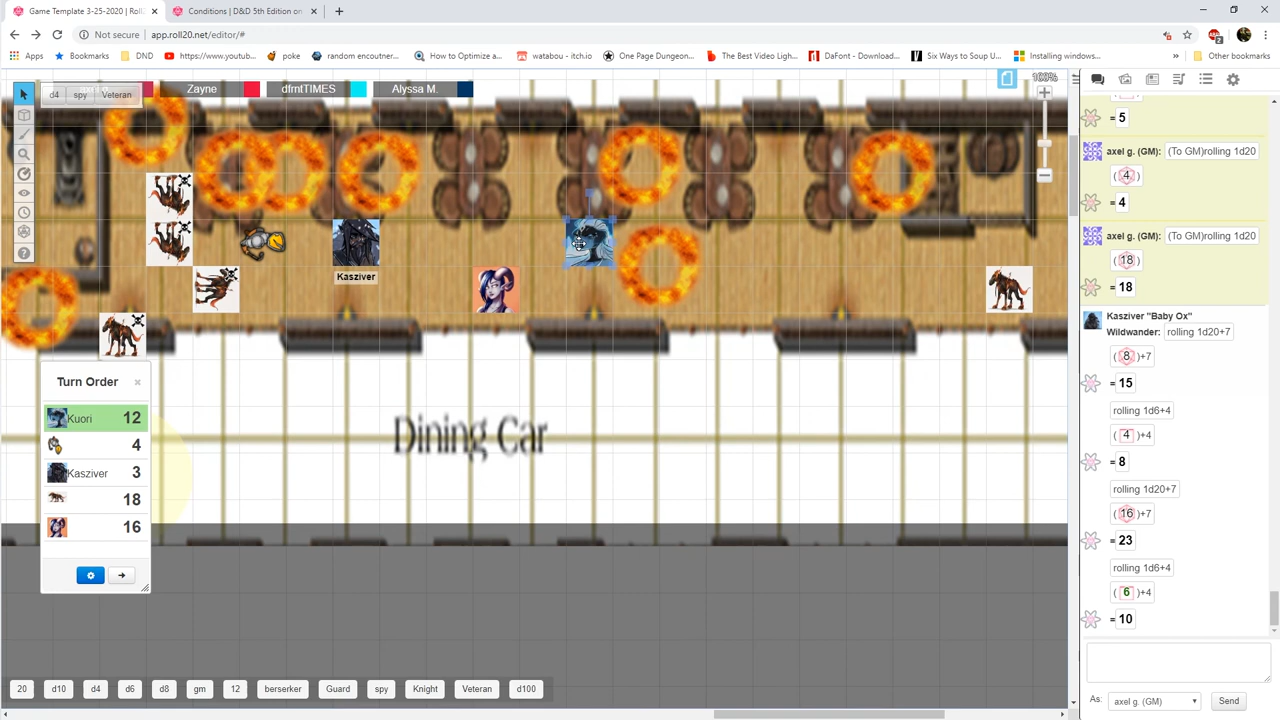 Game Template 3-25-2020 | Roll2
Conditions | D&D 5th Edition on
Not secure
app.roll20.net/editor/#
Apps
Bookmarks
DND
https://www.youtube...
poke
random encoutner...
How to Optimize a...
watabou - itch.io
One Page Dungeon...
The Best Video Ligh...
DaFont - Download...
Six Ways to Soup U...
Installing windows...
»
Other bookmarks
d4
spy
Veteran
Zayne
dfrntTIMES
Alyssa M.
100%
Kasziver
Dining Car
Turn Order
Kuori 12
4
Kasziver 3
18
16
20
d10
d4
d6
d8
gm
12
berserker
Guard
spy
Knight
Veteran
d100
= 5
axel g. (GM): (To GM)rolling 1d20
( 4 )
= 4
axel g. (GM): (To GM)rolling 1d20
( 18 )
= 18
Kasziver "Baby Ox"
Wildwander: rolling 1d20+7
( 8 )+7
= 15
rolling 1d6+4
( 4 )+4
= 8
rolling 1d20+7
( 16 )+7
= 23
rolling 1d6+4
( 6 )+4
= 10
As: axel g. (GM)
Send